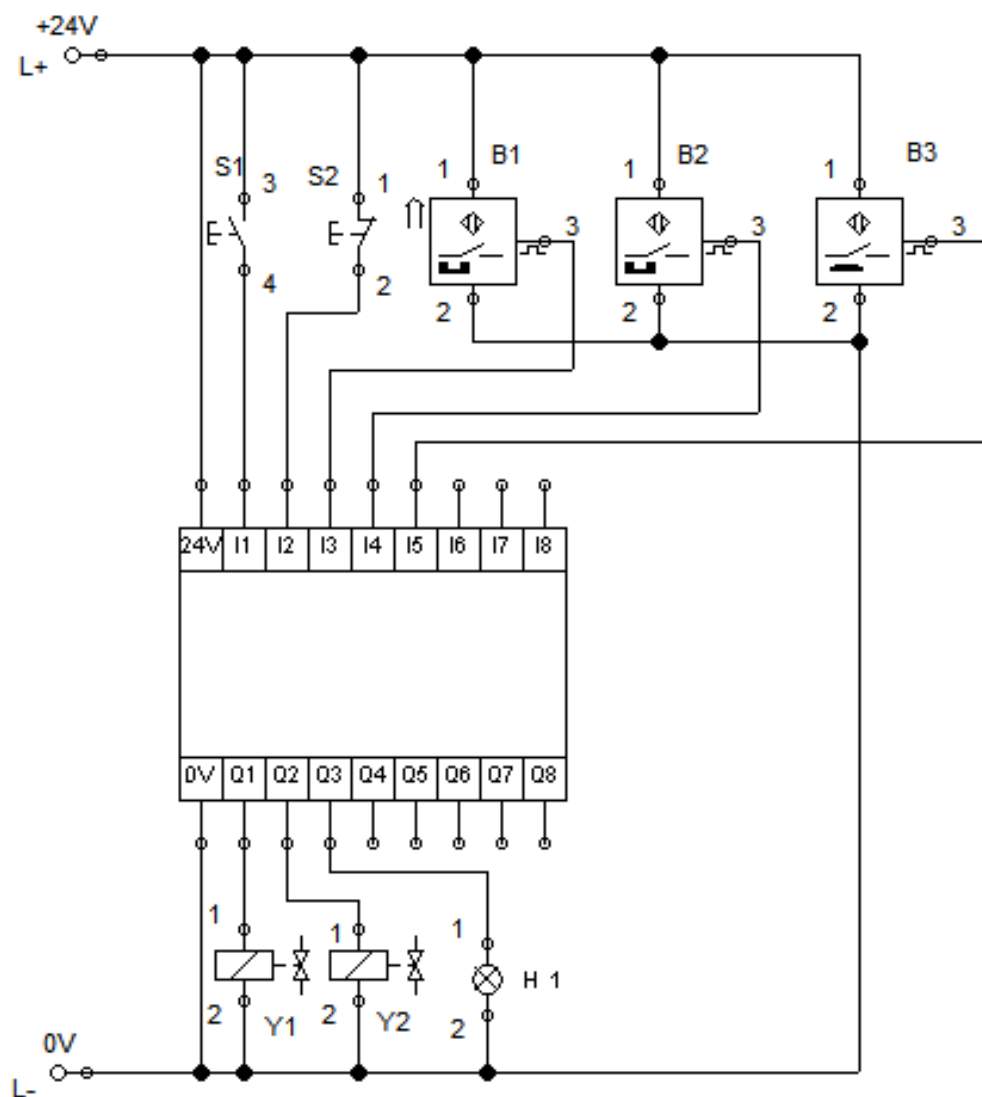 +24V
L+
S1 3 S2 1 1 B1 1 B2 1 B3
3 3 3
4 2 2 2 2
24V I1 I2 I3 I4 I5 I6 I7 I8
0V Q1 Q2 Q3 Q4 Q5 Q6 Q7 Q8
1 1 1
H 1
2 Y1 2 Y2 2
0V
L-